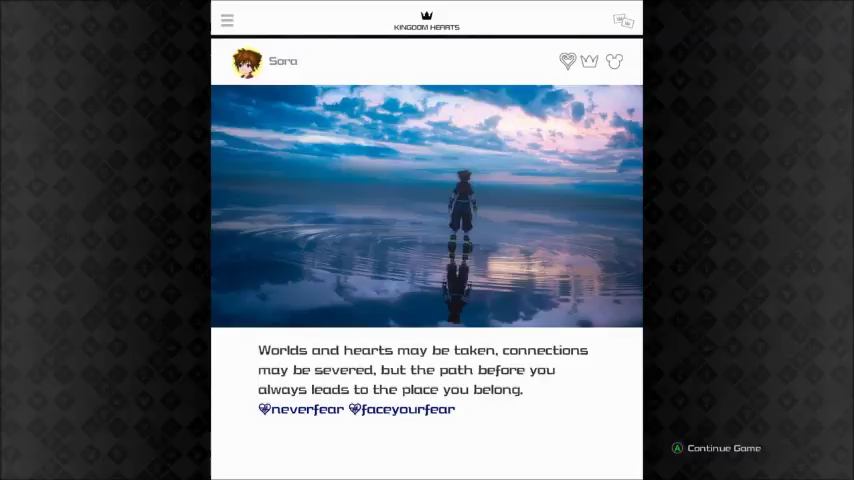 KINGDOM HEARTS
Sora
Worlds and hearts may be taken, connections
may be severed, but the path before you
always leads to the place you belong.
neverfear faceyourfear
A Continue Game